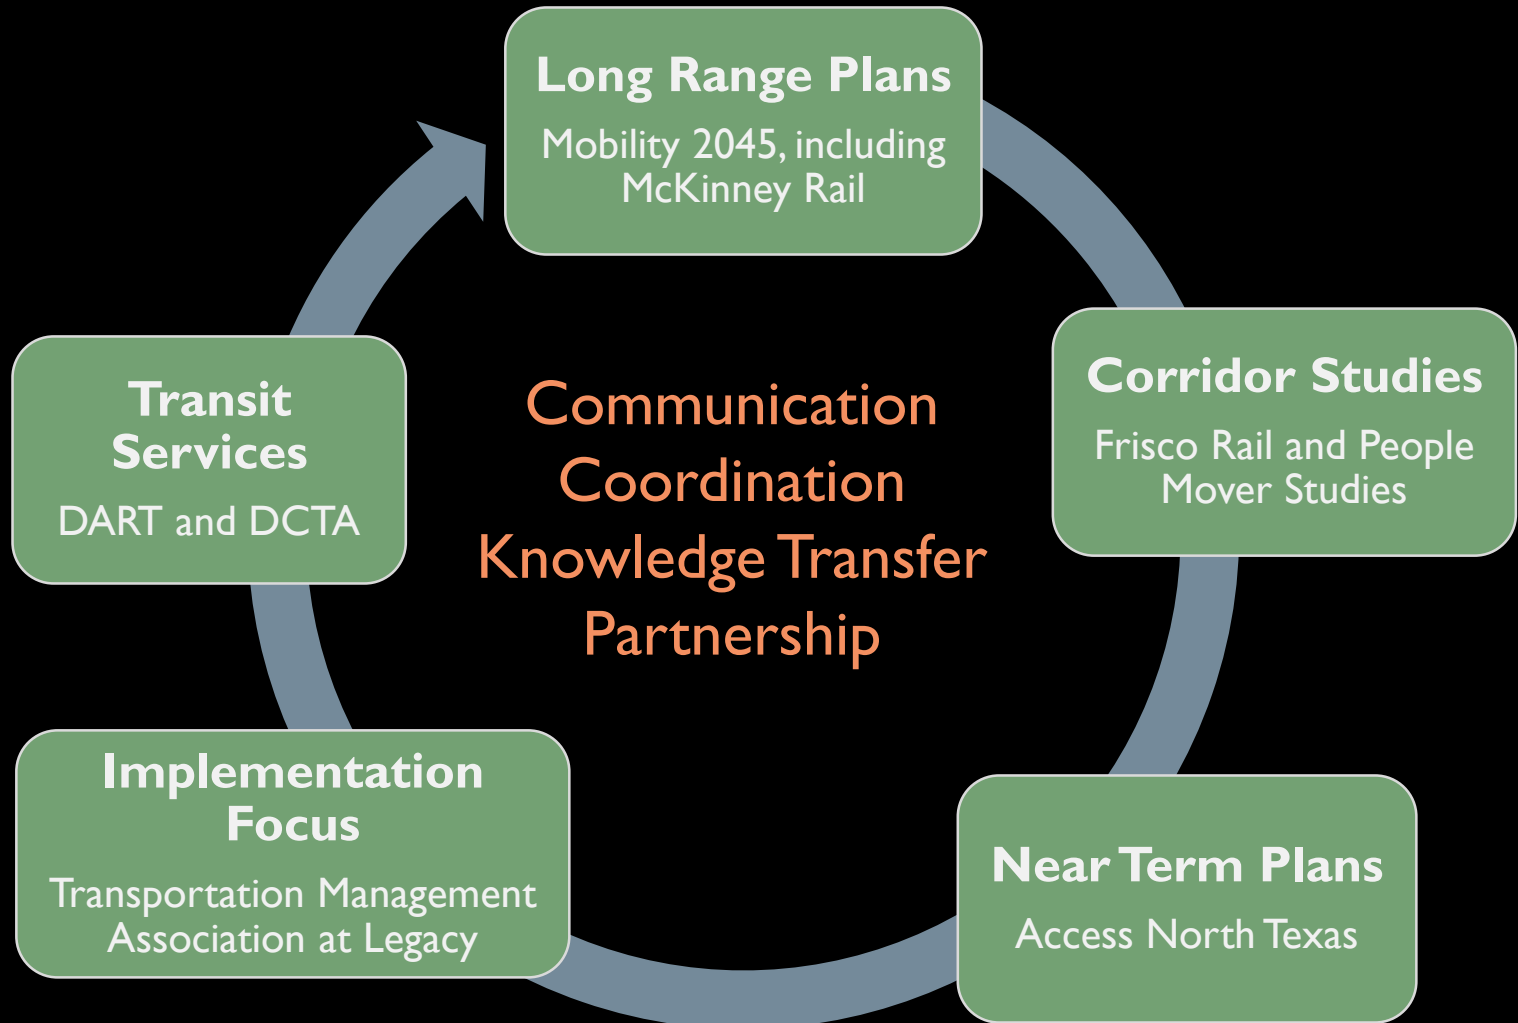 Long Range Plans
Mobility 2045, including
McKinney Rail
Corridor Studies
Frisco Rail and People
Mover Studies
Near Term Plans
Access North Texas
Implementation
Focus
Transportation Management
Association at Legacy
Transit
Services
DART and DCTA
Communication
Coordination
Knowledge Transfer
Partnership